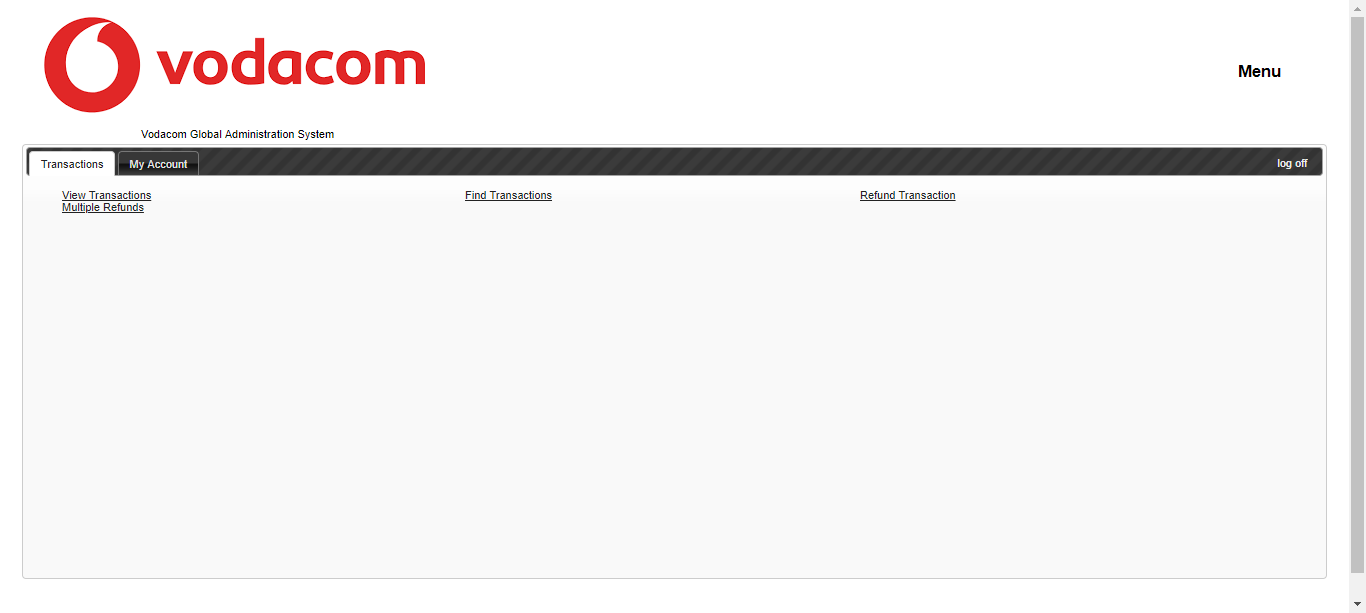 vodacom
Menu
Vodacom Global Administration System
Transactions My Account log off
View Transactions Find Transactions Refund Transaction
Multiple Refunds